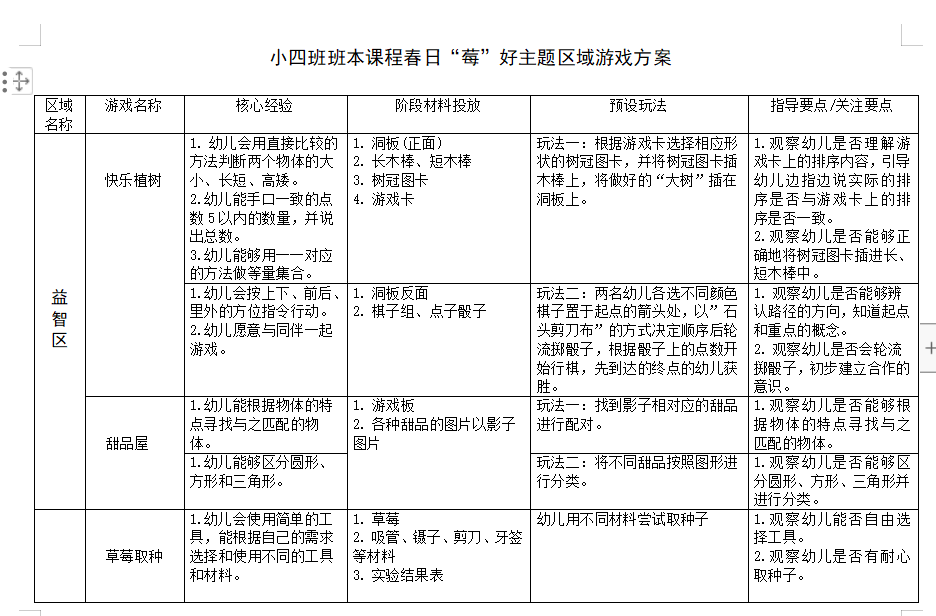 小四班班本课程春日“莓”好主题区域游戏方案
区域
名称
游戏名称
核心经验
阶段材料投放
预设玩法
指导要点/关注要点
益
智
区
快乐植树
1. 幼儿会用直接比较的
方法判断两个物体的大
小、长短、高矮。
2.幼儿能手口一致的点
数 5 以内的数量，并说
出总数。
3.幼儿能够用一一对应
的方法做等量集合。
1. 洞板(正面)
2. 长木棒、短木棒
3. 树冠图卡
4. 游戏卡
玩法一：根据游戏卡选择相应形
状的树冠图卡，并将树冠图卡插
木棒上，将做好的“大树”插在
洞板上。
1.观察幼儿是否理解游
戏卡上的排序内容，引导
幼儿边指边说实际的排
序是否与游戏卡上的排
序是否一致。
2.观察幼儿是否能够正
确地将树冠图卡插进长、
短木棒中。
1.幼儿会按上下、前后、
里外的方位指令行动。
2.幼儿愿意与同伴一起
游戏。
1. 洞板反面
2. 棋子组、点子骰子
玩法二：两名幼儿各选不同颜色
棋子置于起点的箭头处，以”石
头剪刀布”的方式决定顺序后轮
流掷骰子，根据骰子上的点数开
始行棋，先到达的终点的幼儿获
胜。
1. 观察幼儿是否能够辨
认路径的方向，知道起点
和重点的概念。
2. 观察幼儿是否会轮流
掷骰子，初步建立合作的
意识。
甜品屋
1.幼儿能根据物体的特
点寻找与之匹配的物
体。
1. 游戏板
2. 各种甜品的图片以影子
图片
玩法一：找到影子相对应的甜品
进行配对。
1.观察幼儿是否能够根
据物体的特点寻找与之
匹配的物体。
1.幼儿能够区分圆形、
方形和三角形。
玩法二：将不同甜品按照图形进
行分类。
1.观察幼儿是否能够区
分圆形、方形、三角形并
进行分类。
草莓取种
1.幼儿会使用简单的工
具，能根据自己的需求
选择和使用不同的工具
和材料。
1. 草莓
2. 吸管、镊子、剪刀、牙签
等材料
3. 实验结果表
幼儿用不同材料尝试取种子
1.观察幼儿能否自由选
择工具。
2.观察幼儿是否有耐心
取种子。